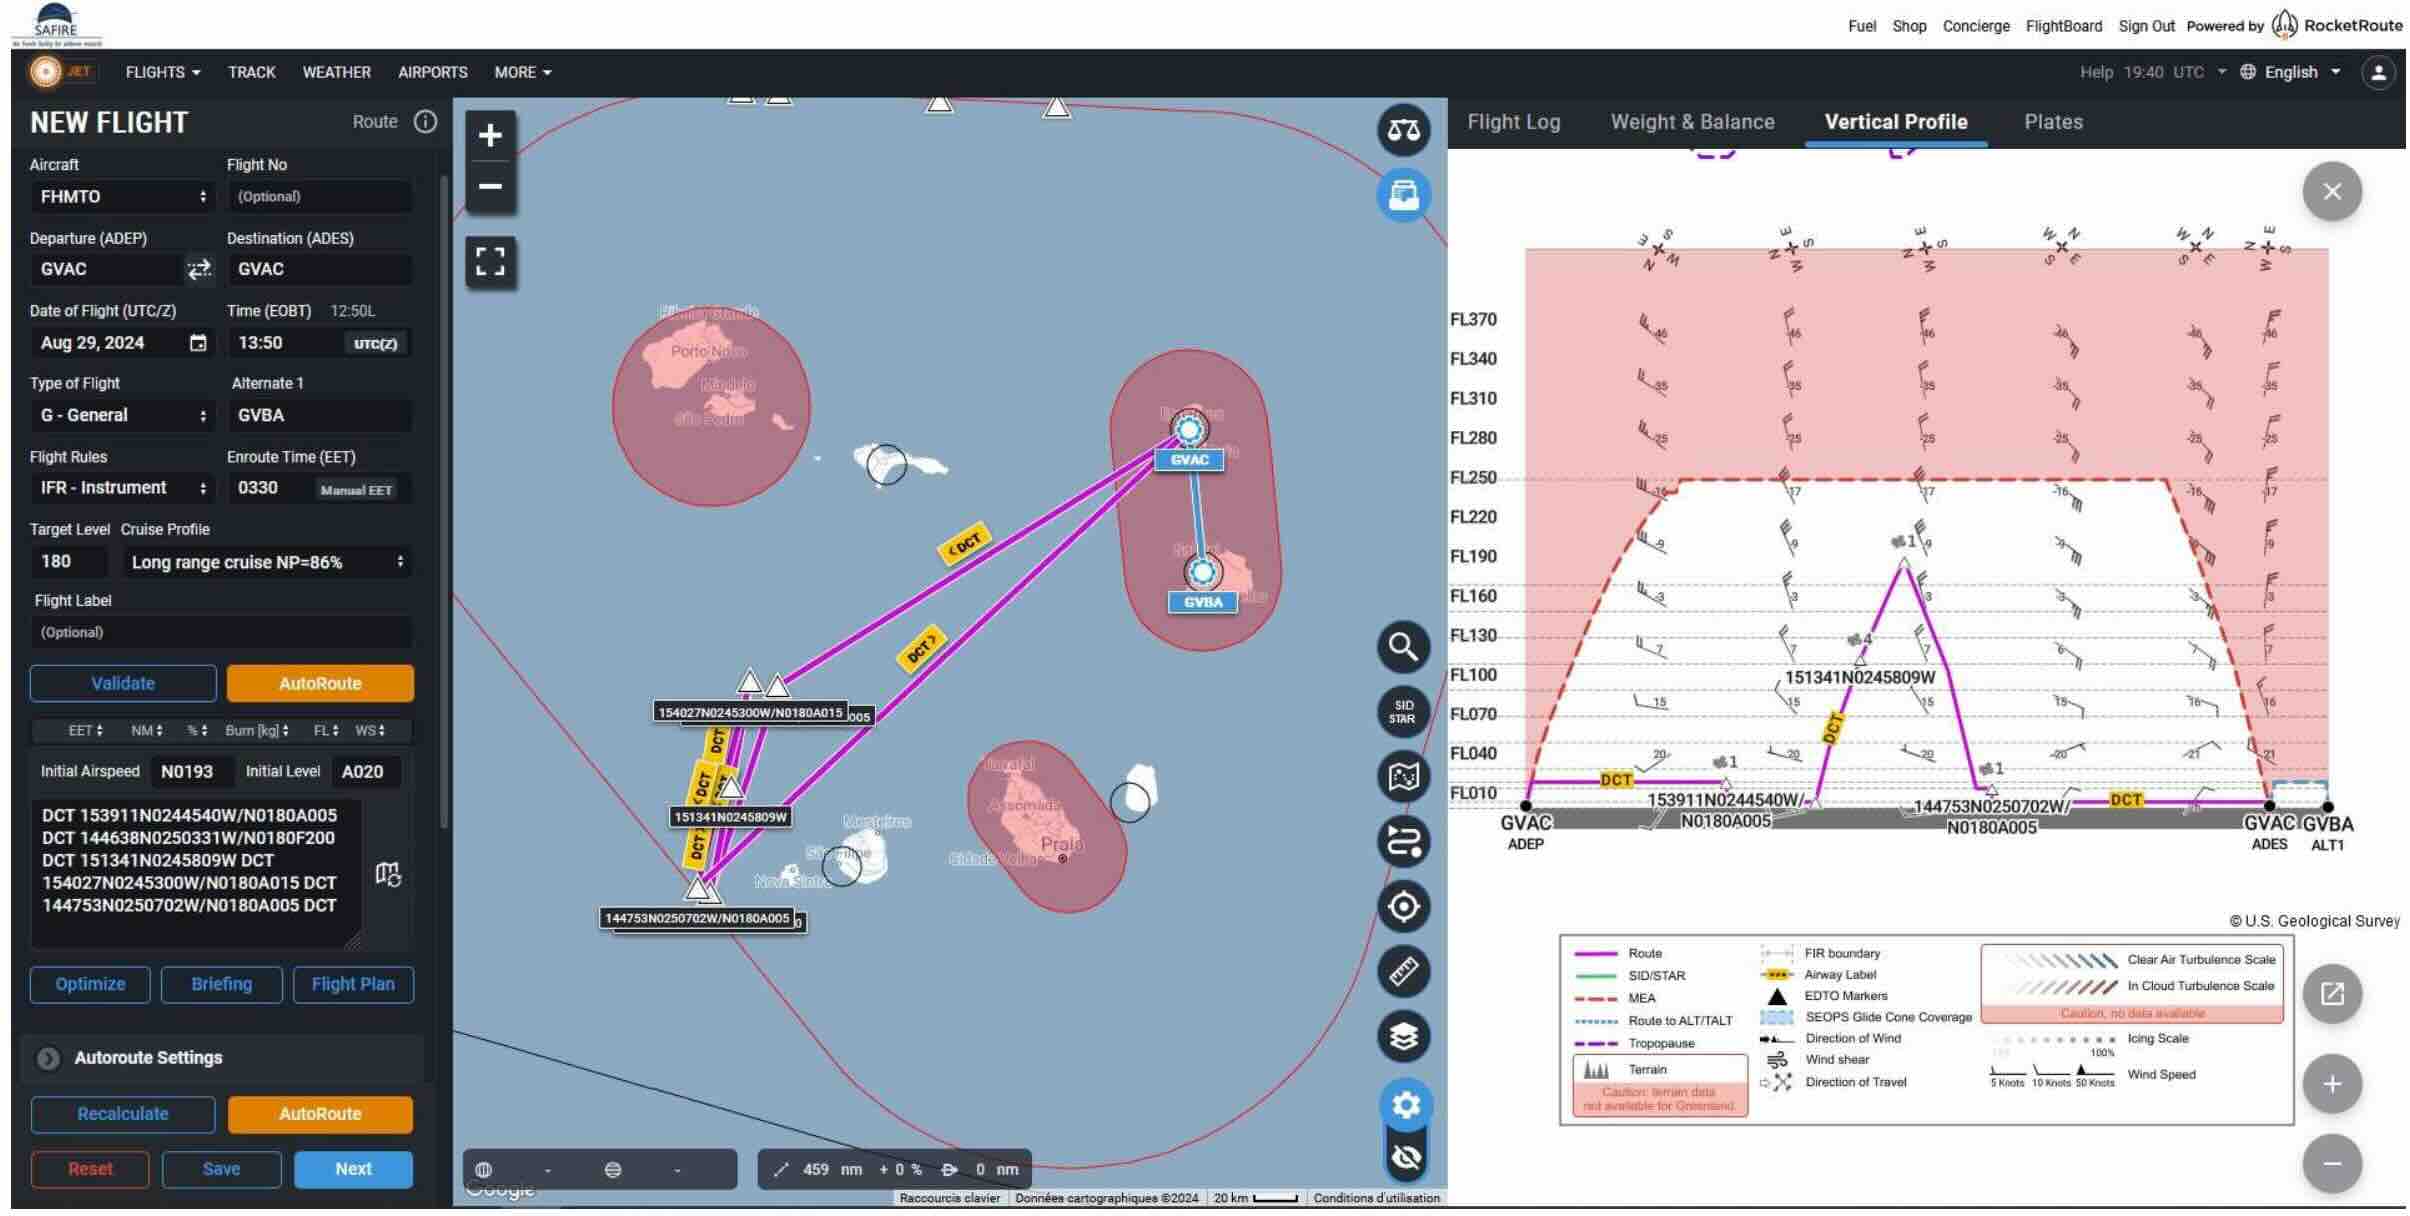 SAFIRE
Fuel Shop Concierge FlightBoard Sign Out Powered by RocketRoute
JET FLIGHTS TRACK WEATHER AIRPORTS MORE
Help 19:40 UTC English
NEW FLIGHT Route
Aircraft Flight No
FHMTO (Optional)
Departure (ADEP) Destination (ADES)
GVAC GVAC
Date of Flight (UTC/Z) Time (EOBT) 12:50L
Aug 29, 2024 13:50 UTC(Z)
Type of Flight Alternate 1
G - General GVBA
Flight Rules Enroute Time (EET)
IFR - Instrument 0330 Manual EET
Target Level Cruise Profile
180 Long range cruise NP=86%
Flight Label
(Optional)
Validate AutoRoute
EET NM % Burn [kg] FL WS
Initial Airspeed N0193 Initial Level A020
DCT 153911N0244540W/N0180A005
DCT 144638N0250331W/N0180F200
DCT 151341N0245809W DCT
154027N0245300W/N0180A015 DCT
144753N0250702W/N0180A005 DCT
Optimize Briefing Flight Plan
Autoroute Settings
Recalculate AutoRoute
Reset Save Next
+
−
Porto Novo
Mindelo
São Pedro
GVAC
GVBA
<DCT
DCT>
154027N0245300W/N0180A015
005
DCT
DCT
151341N0245809W
DCT
144753N0250702W/N0180A005
0
Mosteiros
São Filipe
Nova Sintra
Tarrafal
Assomada
Praia
Cidade Velha
SID
STAR
- -
459 nm + 0 % 0 nm
Google
Raccourcis clavier Données cartographiques ©2024 20 km Conditions d'utilisation
Flight Log Weight & Balance Vertical Profile Plates
FL370
FL340
FL310
FL280
FL250
FL220
FL190
FL160
FL130
FL100
FL070
FL040
FL010
151341N0245809W
DCT
DCT
153911N0244540W/
N0180A005
144753N0250702W/
N0180A005
DCT
GVAC
ADEP
GVAC
ADES
GVBA
ALT1
© U.S. Geological Survey
Route
SID/STAR
MEA
Route to ALT/TALT
Tropopause
Terrain
Caution: terrain data
not available for Greenland.
FIR boundary
Airway Label
EDTO Markers
SEOPS Glide Cone Coverage
Direction of Wind
Wind shear
Direction of Travel
Clear Air Turbulence Scale
In Cloud Turbulence Scale
Caution, no data available
Icing Scale
100%
5 Knots 10 Knots 50 Knots Wind Speed